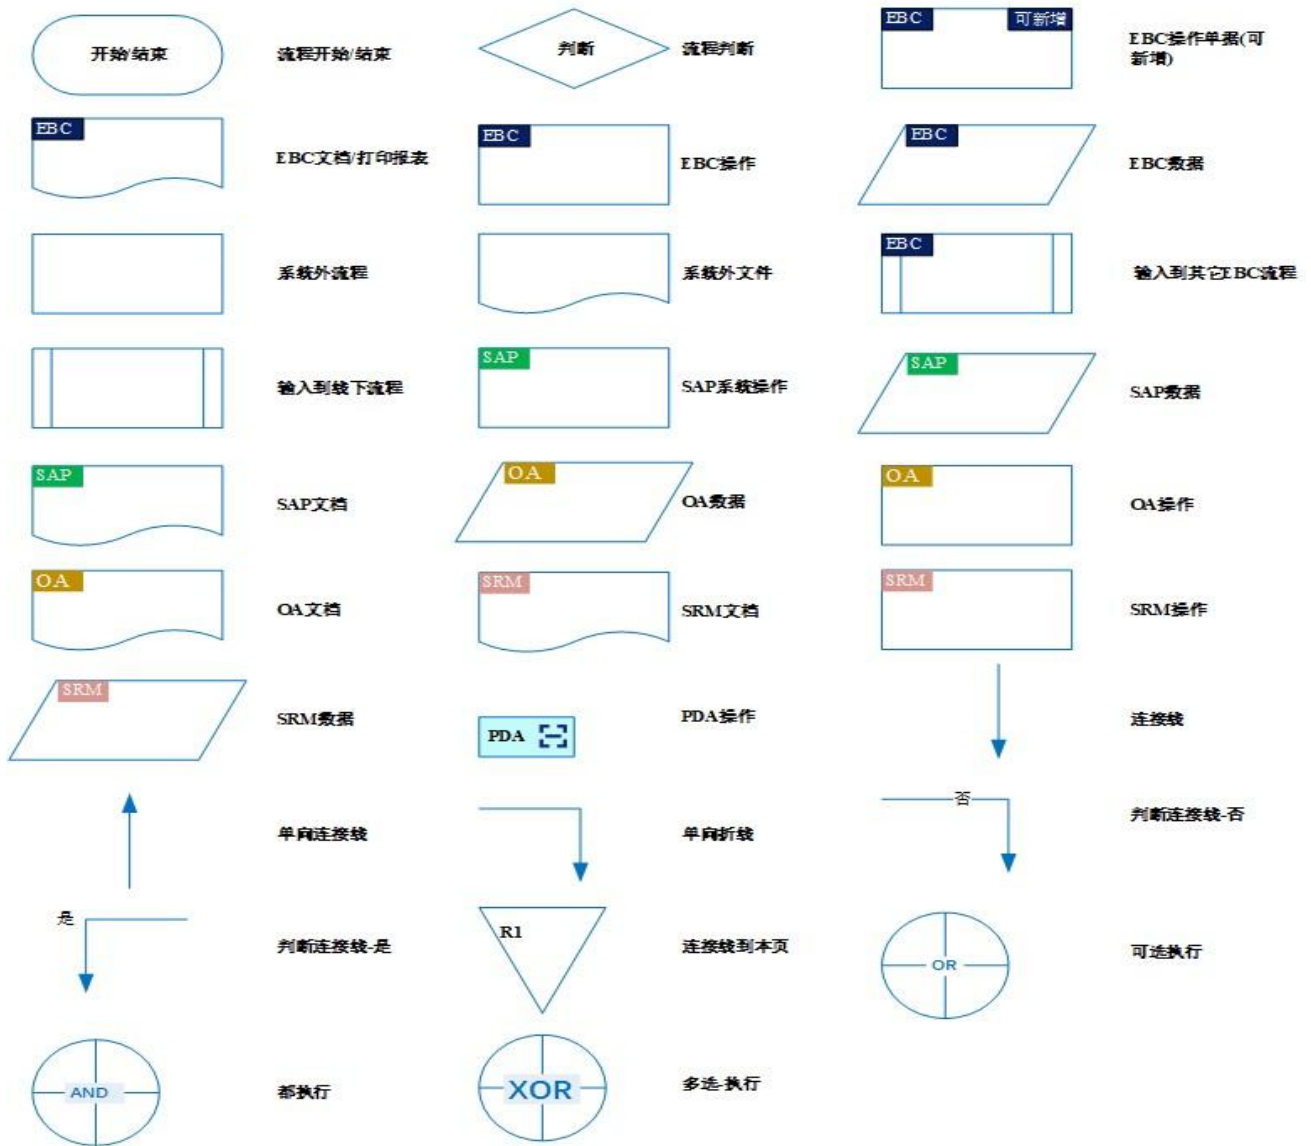 开始/结束
流程开始/结束
判断
流程判断
EBC
可新增
EBC操作单据(可
新增)
EBC
EBC文档/打印报表
EBC
EBC操作
EBC
EBC数据
系统外流程
系统外文件
EBC
输入到其它EBC流程
输入到线下流程
SAP
SAP系统操作
SAP
SAP数据
SAP
SAP文档
OA
OA数据
OA
OA操作
OA
OA文档
SRM
SRM文档
SRM
SRM操作
SRM
SRM数据
PDA
PDA操作
连接线
单向连接线
单向折线
否
判断连接线-否
是
判断连接线-是
R1
连接线到本页
OR
可选执行
AND
都执行
XOR
多选-执行